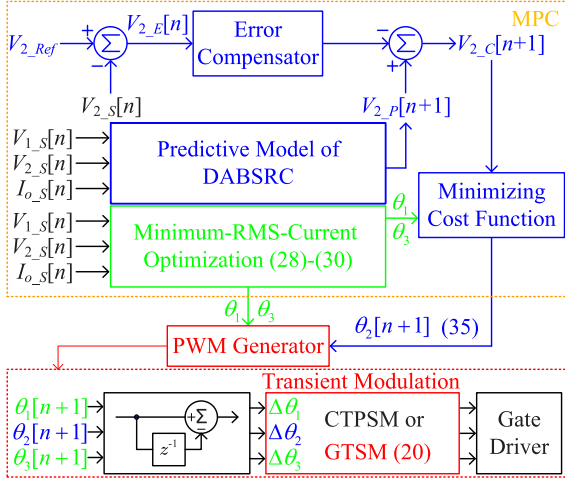 MPC
V2_Ref
+
Σ
−
V2_E[n]
Error
Compensator
−
Σ
+
V2_C[n+1]
V2_S[n]
V2_P[n+1]
V1_S[n]
V2_S[n]
Io_S[n]
Predictive Model of
DABSRC
V1_S[n]
V2_S[n]
Io_S[n]
Minimum-RMS-Current
Optimization (28)-(30)
θ1
θ3
Minimizing
Cost Function
θ1 θ3
θ2[n+1] (35)
PWM Generator
Transient Modulation
θ1[n+1]
θ2[n+1]
θ3[n+1]
+
Σ
−
z-1
Δθ1
Δθ2
Δθ3
CTPSM or
GTSM (20)
Gate
Driver